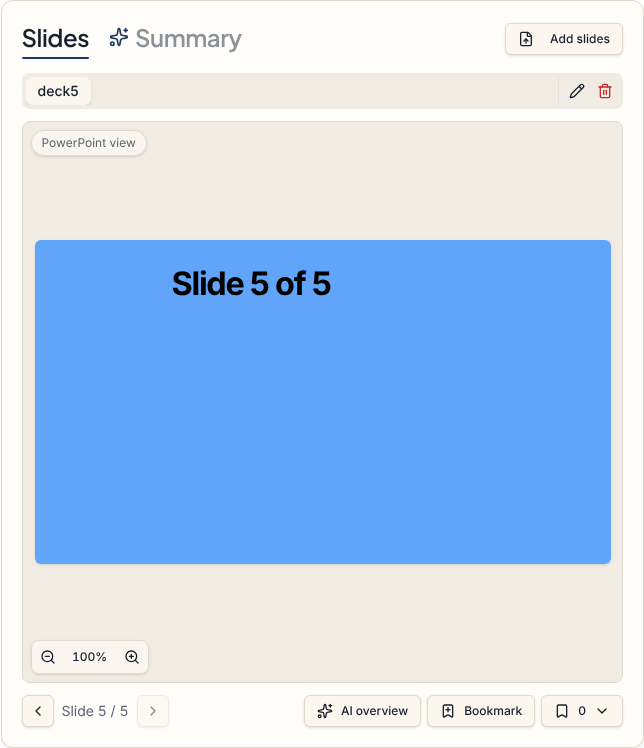 Slides Summary Add slides
deck5
PowerPoint view
Slide 5 of 5
100%
Slide 5 / 5 AI overview Bookmark 0